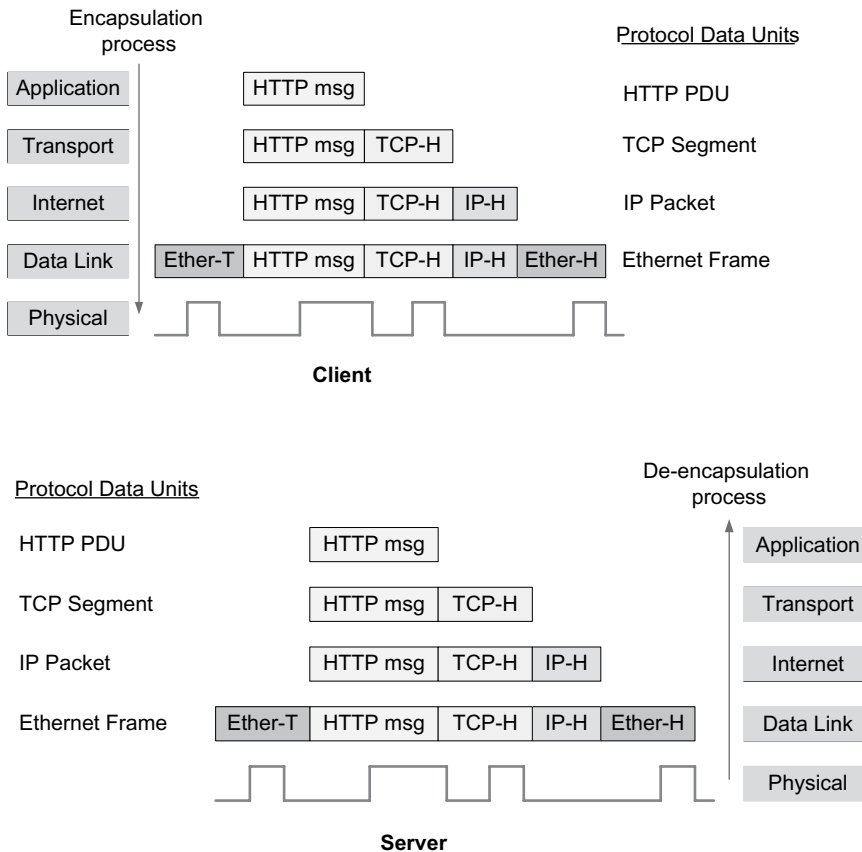 Encapsulation
process
Protocol Data Units
Application
HTTP msg
HTTP PDU
Transport
HTTP msg TCP-H
TCP Segment
Internet
HTTP msg TCP-H IP-H
IP Packet
Data Link
Ether-T HTTP msg TCP-H IP-H Ether-H
Ethernet Frame
Physical
Client
De-encapsulation
process
Protocol Data Units
HTTP PDU
HTTP msg
Application
TCP Segment
HTTP msg TCP-H
Transport
IP Packet
HTTP msg TCP-H IP-H
Internet
Ethernet Frame
Ether-T HTTP msg TCP-H IP-H Ether-H
Data Link
Physical
Server